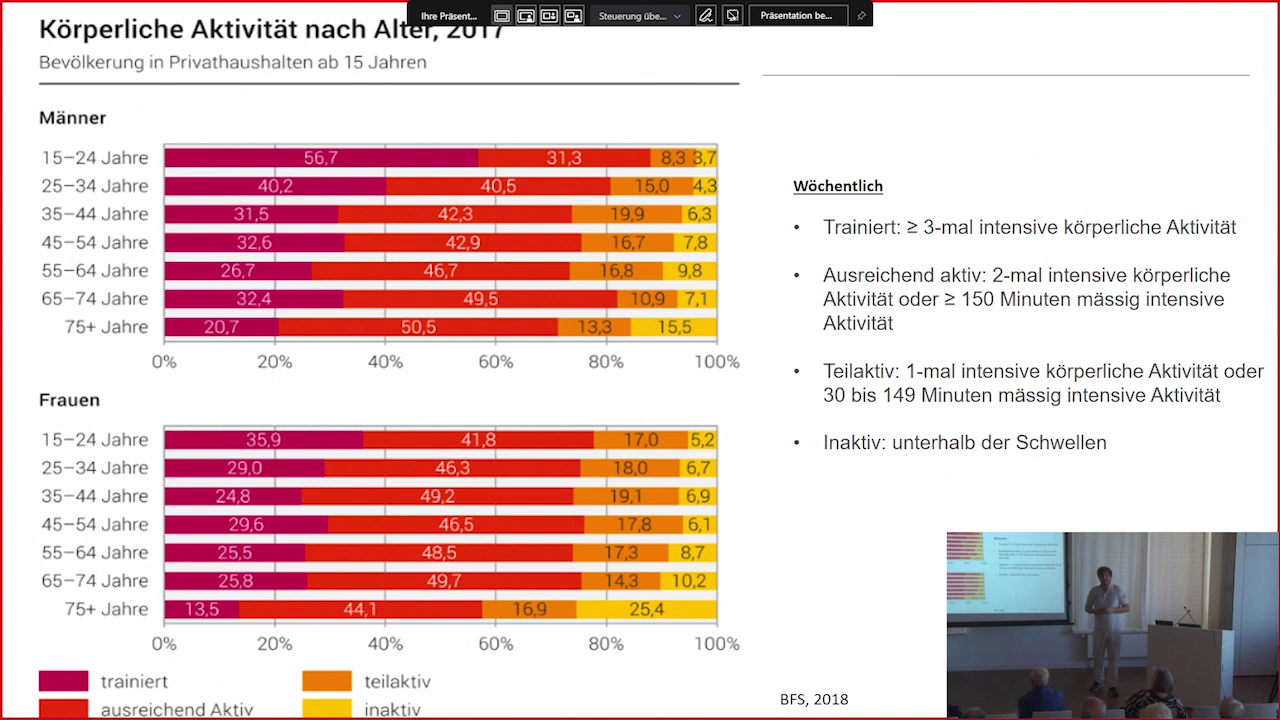 Ihre Präsent...
Steuerung übe...
Präsentation be...
Körperliche Aktivität nach Alter, 2017
Bevölkerung in Privathaushalten ab 15 Jahren
Männer
15–24 Jahre 56,7 31,3 8,3 3,7
25–34 Jahre 40,2 40,5 15,0 4,3
35–44 Jahre 31,5 42,3 19,9 6,3
45–54 Jahre 32,6 42,9 16,7 7,8
55–64 Jahre 26,7 46,7 16,8 9,8
65–74 Jahre 32,4 49,5 10,9 7,1
75+ Jahre 20,7 50,5 13,3 15,5
0% 20% 40% 60% 80% 100%
Frauen
15–24 Jahre 35,9 41,8 17,0 5,2
25–34 Jahre 29,0 46,3 18,0 6,7
35–44 Jahre 24,8 49,2 19,1 6,9
45–54 Jahre 29,6 46,5 17,8 6,1
55–64 Jahre 25,5 48,5 17,3 8,7
65–74 Jahre 25,8 49,7 14,3 10,2
75+ Jahre 13,5 44,1 16,9 25,4
0% 20% 40% 60% 80% 100%
trainiert teilaktiv
ausreichend Aktiv inaktiv
Wöchentlich
• Trainiert: ≥ 3-mal intensive körperliche Aktivität
• Ausreichend aktiv: 2-mal intensive körperliche
Aktivität oder ≥ 150 Minuten mässig intensive
Aktivität
• Teilaktiv: 1-mal intensive körperliche Aktivität oder
30 bis 149 Minuten mässig intensive Aktivität
• Inaktiv: unterhalb der Schwellen
BFS, 2018